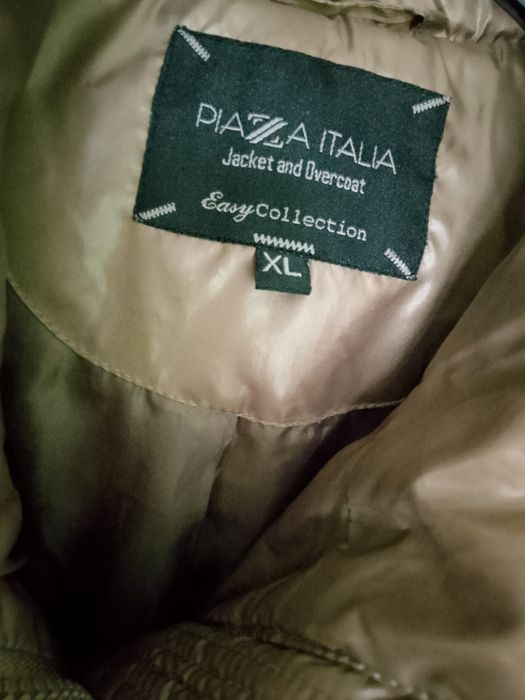 PIAZZA ITALIA
Jacket and Overcoat
Easy Collection
XL